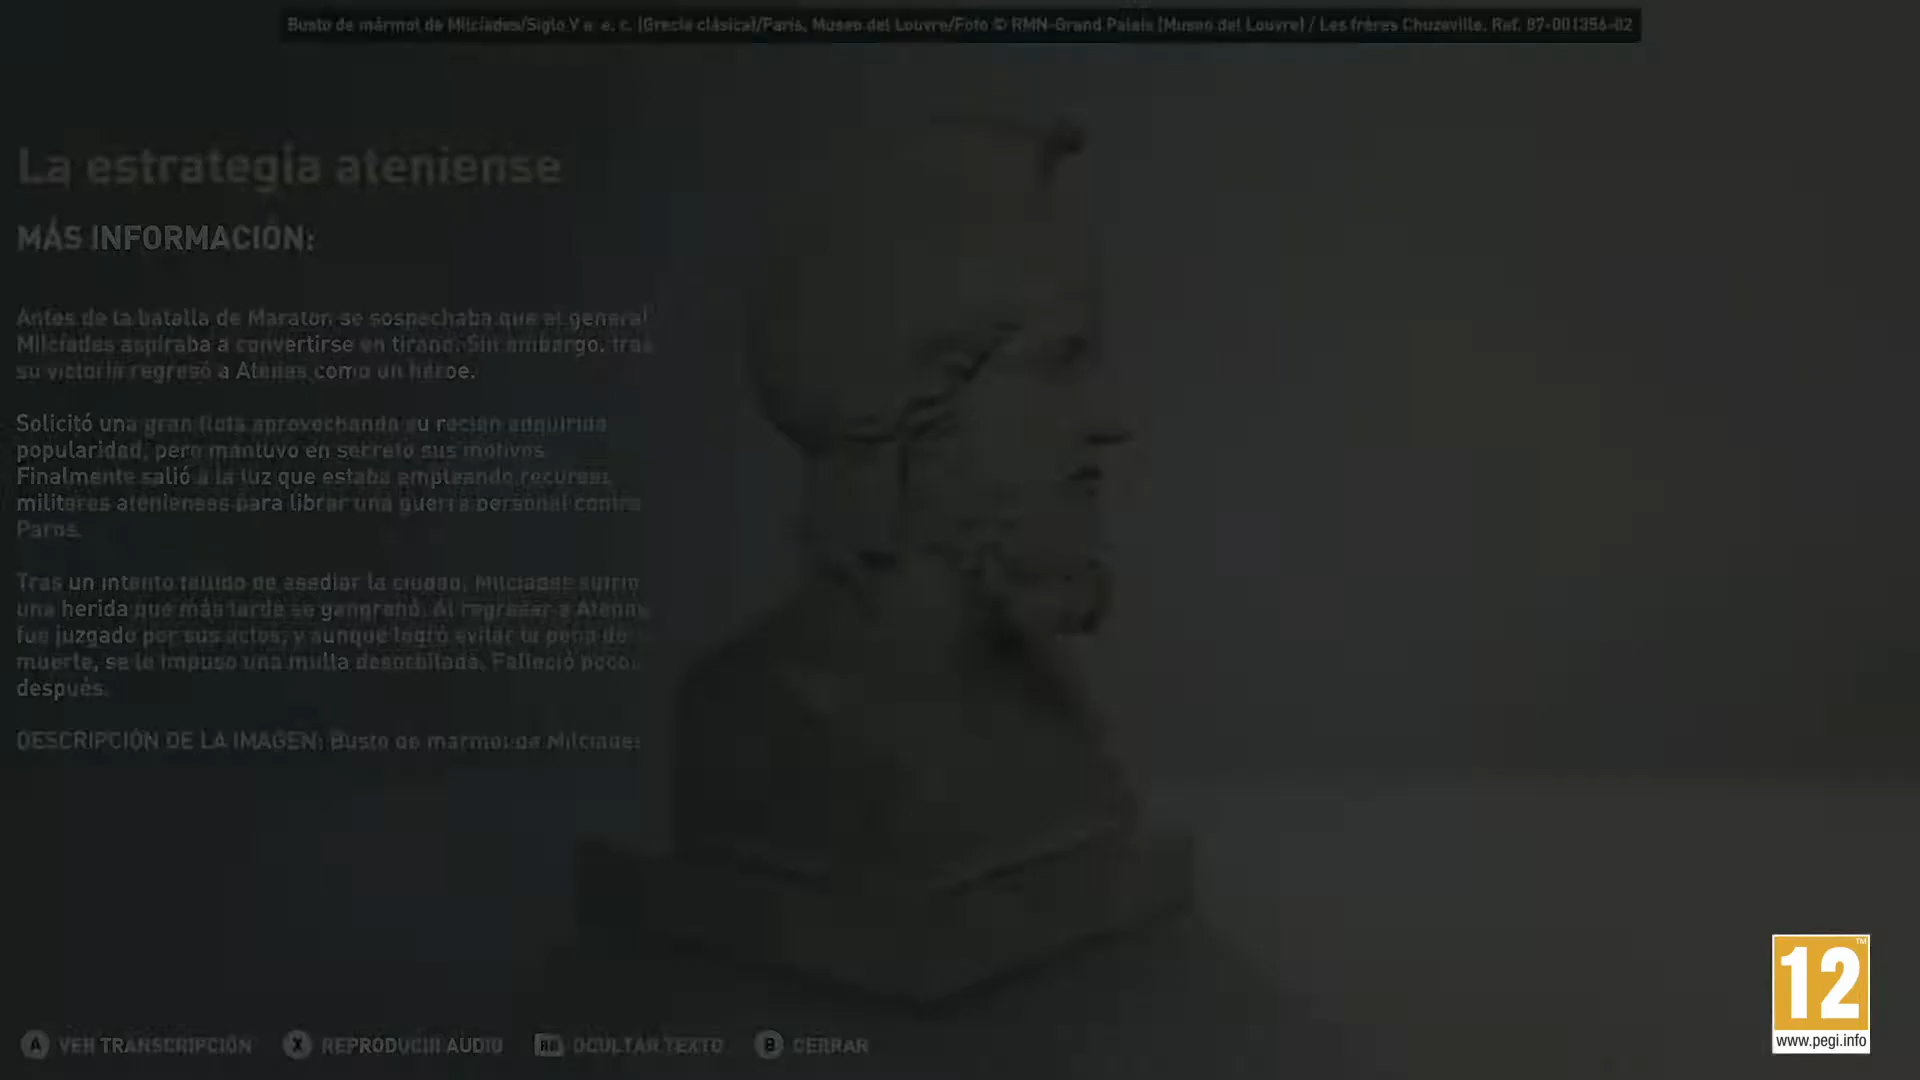 Busto de mármol de Milcíades/Siglo V a. e. c. (Grecia clásica)/París, Museo del Louvre/Foto © RMN-Grand Palais (Museo del Louvre) / Les frères Chuzeville. Ref. 87-001356-02
La estrategia ateniense
MÁS INFORMACIÓN:
Antes de la batalla de Maratón se sospechaba que el general
Milcíades aspiraba a convertirse en tirano. Sin embargo, tras
su victoria regresó a Atenas como un héroe.
Solicitó una gran flota aprovechando su recién adquirida
popularidad, pero mantuvo en secreto sus motivos.
Finalmente salió a la luz que estaba empleando recursos
militares atenienses para librar una guerra personal contra
Paros.
Tras un intento fallido de asediar la ciudad, Milcíades sufrió
una herida que más tarde se gangrenó. Al regresar a Atenas
fue juzgado por sus actos, y aunque logró evitar la pena de
muerte, se le impuso una multa desorbitada. Falleció poco
después.
DESCRIPCIÓN DE LA IMAGEN: Busto de mármol de Milcíades
A VER TRANSCRIPCIÓN X REPRODUCIR AUDIO RB OCULTAR TEXTO B CERRAR
12™
www.pegi.info